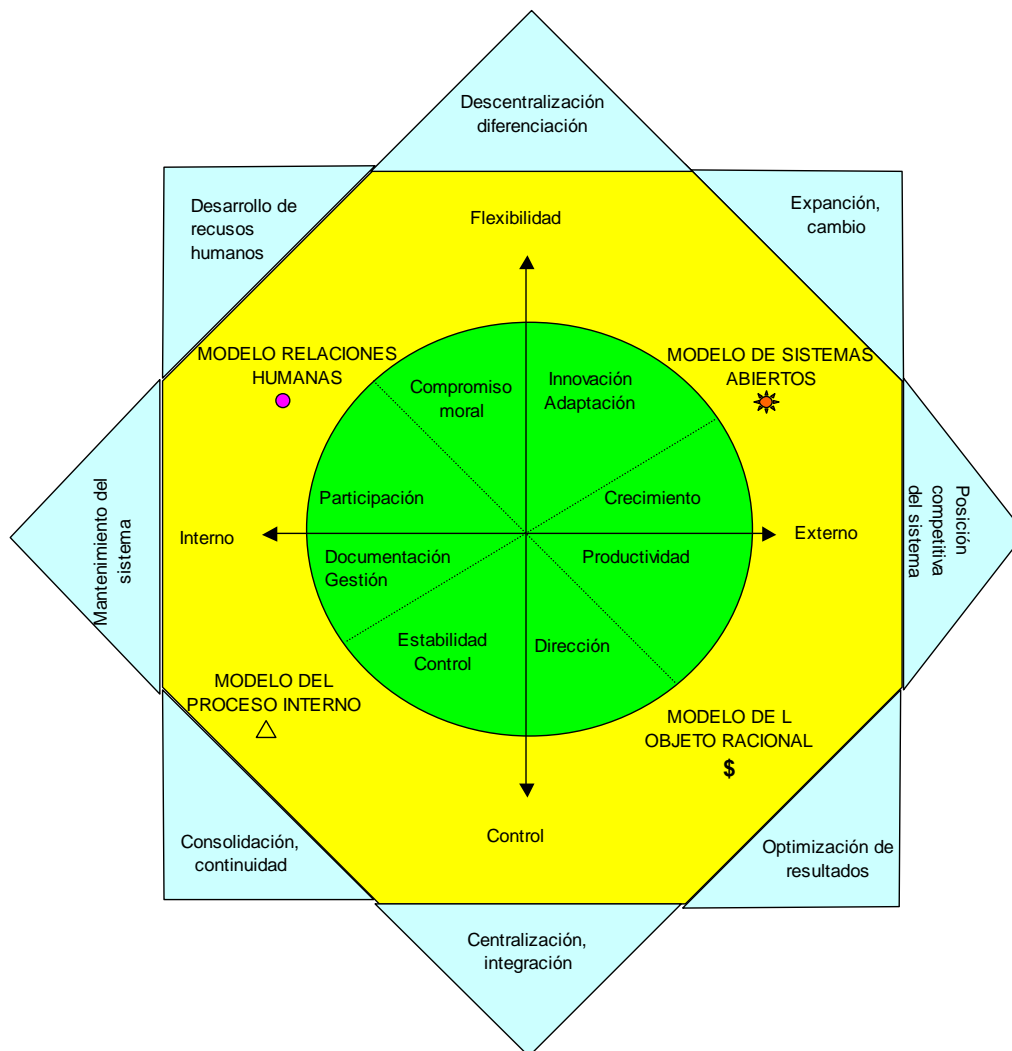 Descentralización
diferenciación
Desarrollo de
recusos
humanos
Expanción,
cambio
Flexibilidad
MODELO RELACIONES
HUMANAS
MODELO DE SISTEMAS
ABIERTOS
Compromiso
moral
Innovación
Adaptación
Participación
Crecimiento
Mantenimiento del
sistema
Interno
Externo
Posición
competitiva
del sistema
Documentación
Gestión
Productividad
Estabilidad
Control
Dirección
MODELO DEL
PROCESO INTERNO
MODELO DE L
OBJETO RACIONAL
$
Control
Consolidación,
continuidad
Optimización de
resultados
Centralización,
integración